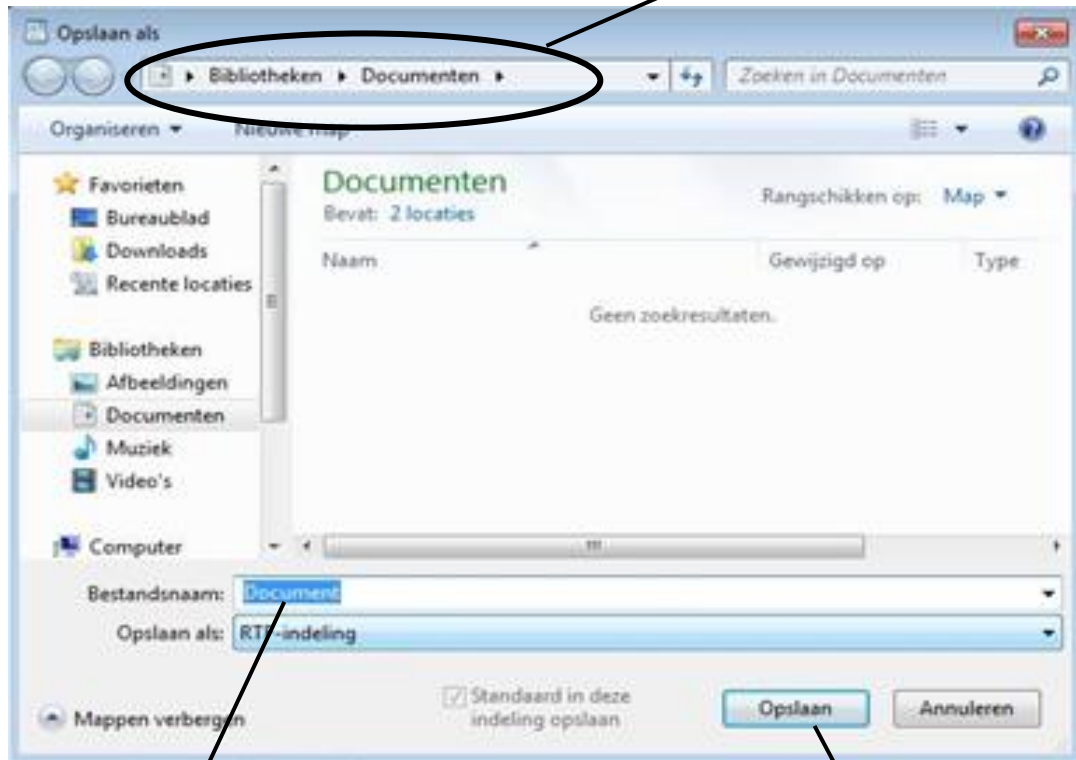 Opslaan als
Bibliotheken Documenten
Zoeken in Documenten
Organiseren Nieuwe map
Favorieten
Bureaublad
Downloads
Recente locaties
Bibliotheken
Afbeeldingen
Documenten
Muziek
Video's
Computer
Documenten
Bevat: 2 locaties
Rangschikken op: Map
Naam Gewijzigd op Type
Geen zoekresultaten.
Bestandsnaam: Document
Opslaan als: RTF-indeling
Mappen verbergen
Standaard in deze
indeling opslaan
Opslaan Annuleren